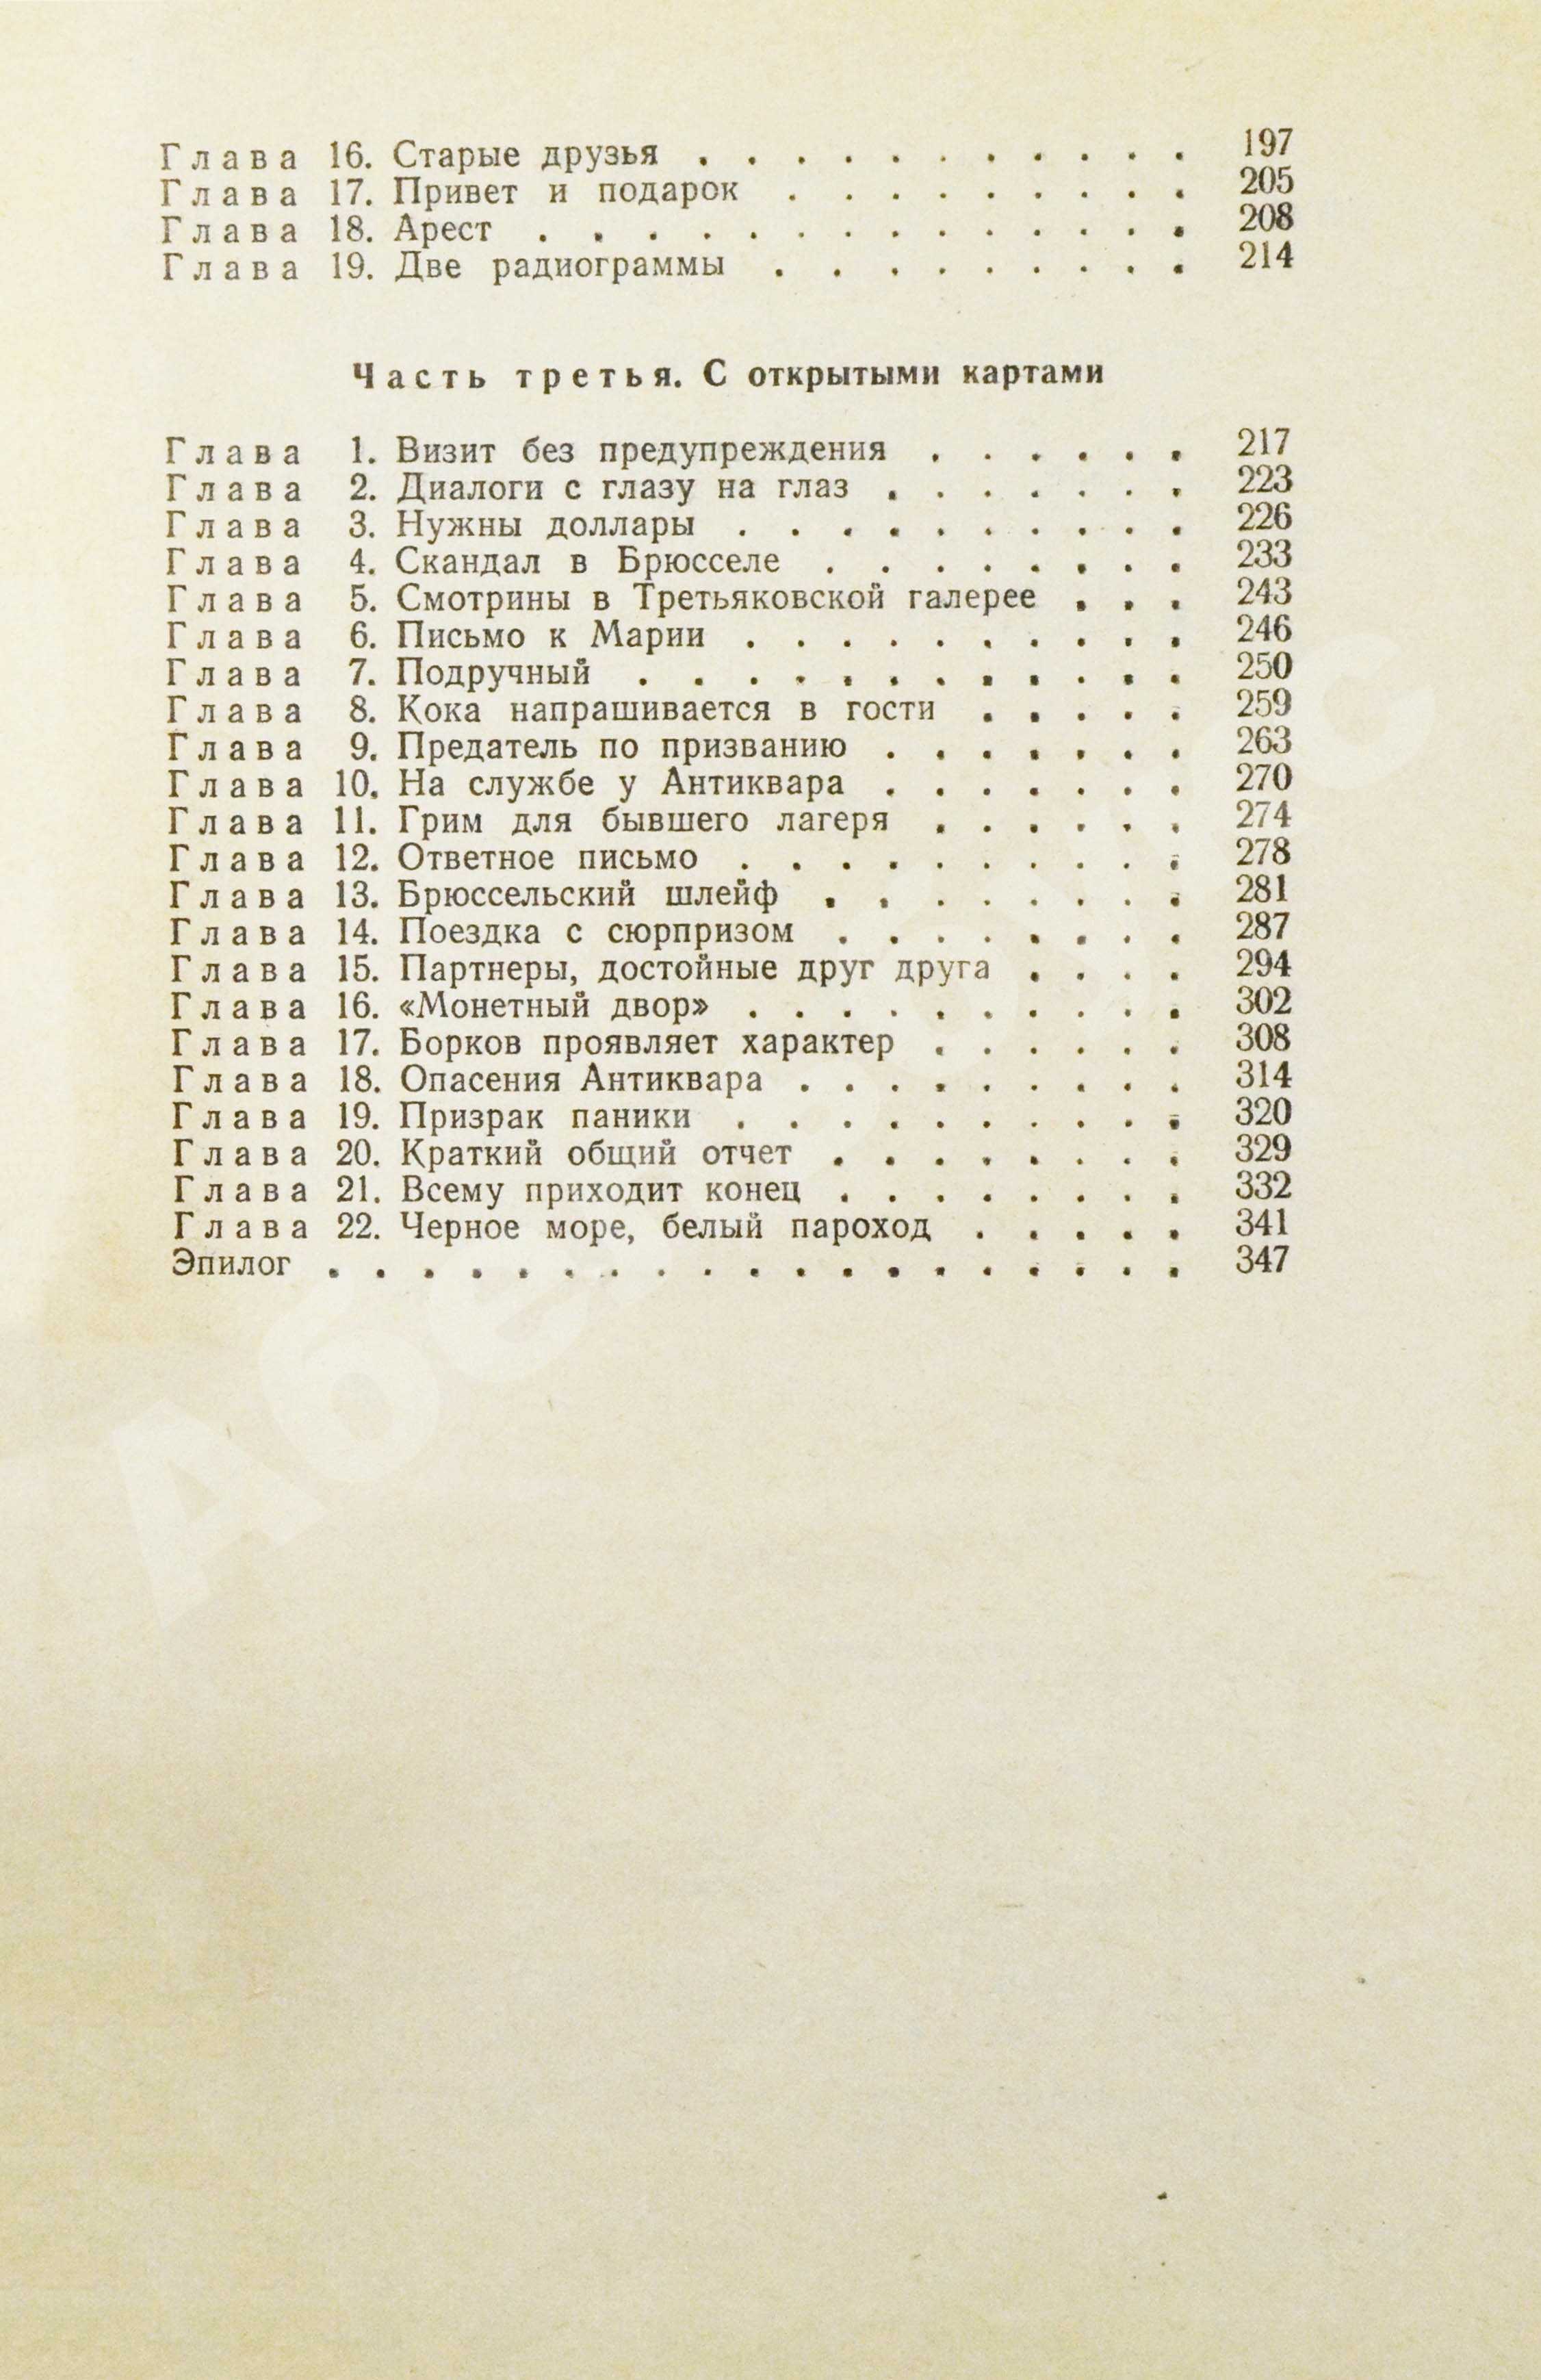 Глава 16. Старые друзья . . . . . . . . . . . 197
Глава 17. Привет и подарок . . . . . . . . . 205
Глава 18. Арест . . . . . . . . . . . . . . 208
Глава 19. Две радиограммы . . . . . . . . . 214
Часть третья. С открытыми картами
Глава 1. Визит без предупреждения . . . . . . 217
Глава 2. Диалоги с глазу на глаз . . . . . . . 223
Глава 3. Нужны доллары . . . . . . . . . . 226
Глава 4. Скандал в Брюсселе . . . . . . . . 233
Глава 5. Смотрины в Третьяковской галерее . . . 243
Глава 6. Письмо к Марии . . . . . . . . . . 246
Глава 7. Подручный . . . . . . . . . . . . 250
Глава 8. Кока напрашивается в гости . . . . . 259
Глава 9. Предатель по призванию . . . . . . . 263
Глава 10. На службе у Антиквара . . . . . . . 270
Глава 11. Грим для бывшего лагеря . . . . . . 274
Глава 12. Ответное письмо . . . . . . . . . . 278
Глава 13. Брюссельский шлейф . . . . . . . . 281
Глава 14. Поездка с сюрпризом . . . . . . . . 287
Глава 15. Партнеры, достойные друг друга . . . . 294
Глава 16. «Монетный двор» . . . . . . . . . . 302
Глава 17. Борков проявляет характер . . . . . . 308
Глава 18. Опасения Антиквара . . . . . . . . . 314
Глава 19. Призрак паники . . . . . . . . . . 320
Глава 20. Краткий общий отчет . . . . . . . . 329
Глава 21. Всему приходит конец . . . . . . . . 332
Глава 22. Черное море, белый пароход . . . . . 341
Эпилог . . . . . . . . . . . . . . . . . . . 347